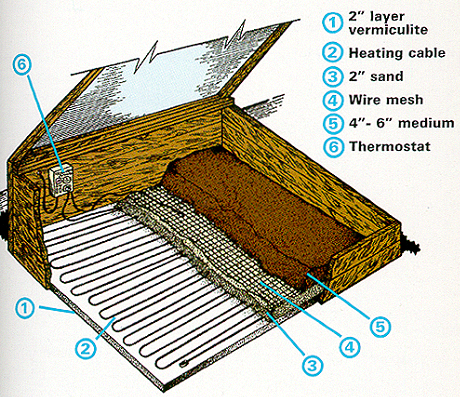 1 2" layer
vermiculite
2 Heating cable
3 2" sand
4 Wire mesh
5 4"- 6" medium
6 Thermostat
6
1
2
3
4
5